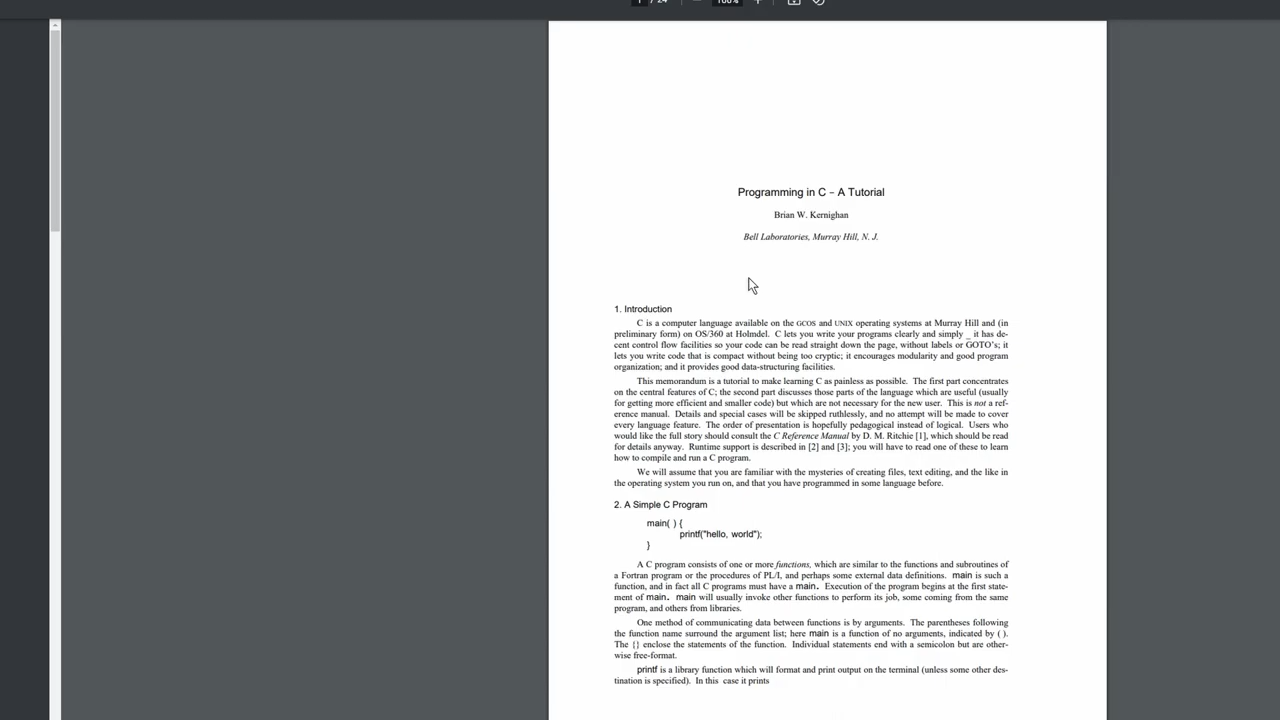 1 / 24 100%
Programming in C – A Tutorial
Brian W. Kernighan
Bell Laboratories, Murray Hill, N. J.
1. Introduction
C is a computer language available on the GCOS and UNIX operating systems at Murray Hill and (in
preliminary form) on OS/360 at Holmdel. C lets you write your programs clearly and simply _ it has de-
cent control flow facilities so your code can be read straight down the page, without labels or GOTO's; it
lets you write code that is compact without being too cryptic; it encourages modularity and good program
organization; and it provides good data-structuring facilities.
This memorandum is a tutorial to make learning C as painless as possible. The first part concentrates
on the central features of C; the second part discusses those parts of the language which are useful (usually
for getting more efficient and smaller code) but which are not necessary for the new user. This is not a ref-
erence manual. Details and special cases will be skipped ruthlessly, and no attempt will be made to cover
every language feature. The order of presentation is hopefully pedagogical instead of logical. Users who
would like the full story should consult the C Reference Manual by D. M. Ritchie [1], which should be read
for details anyway. Runtime support is described in [2] and [3]; you will have to read one of these to learn
how to compile and run a C program.
We will assume that you are familiar with the mysteries of creating files, text editing, and the like in
the operating system you run on, and that you have programmed in some language before.
2. A Simple C Program
main( ) {
printf("hello, world");
}
A C program consists of one or more functions, which are similar to the functions and subroutines of
a Fortran program or the procedures of PL/I, and perhaps some external data definitions. main is such a
function, and in fact all C programs must have a main. Execution of the program begins at the first state-
ment of main. main will usually invoke other functions to perform its job, some coming from the same
program, and others from libraries.
One method of communicating data between functions is by arguments. The parentheses following
the function name surround the argument list; here main is a function of no arguments, indicated by ( ).
The {} enclose the statements of the function. Individual statements end with a semicolon but are other-
wise free-format.
printf is a library function which will format and print output on the terminal (unless some other des-
tination is specified). In this case it prints